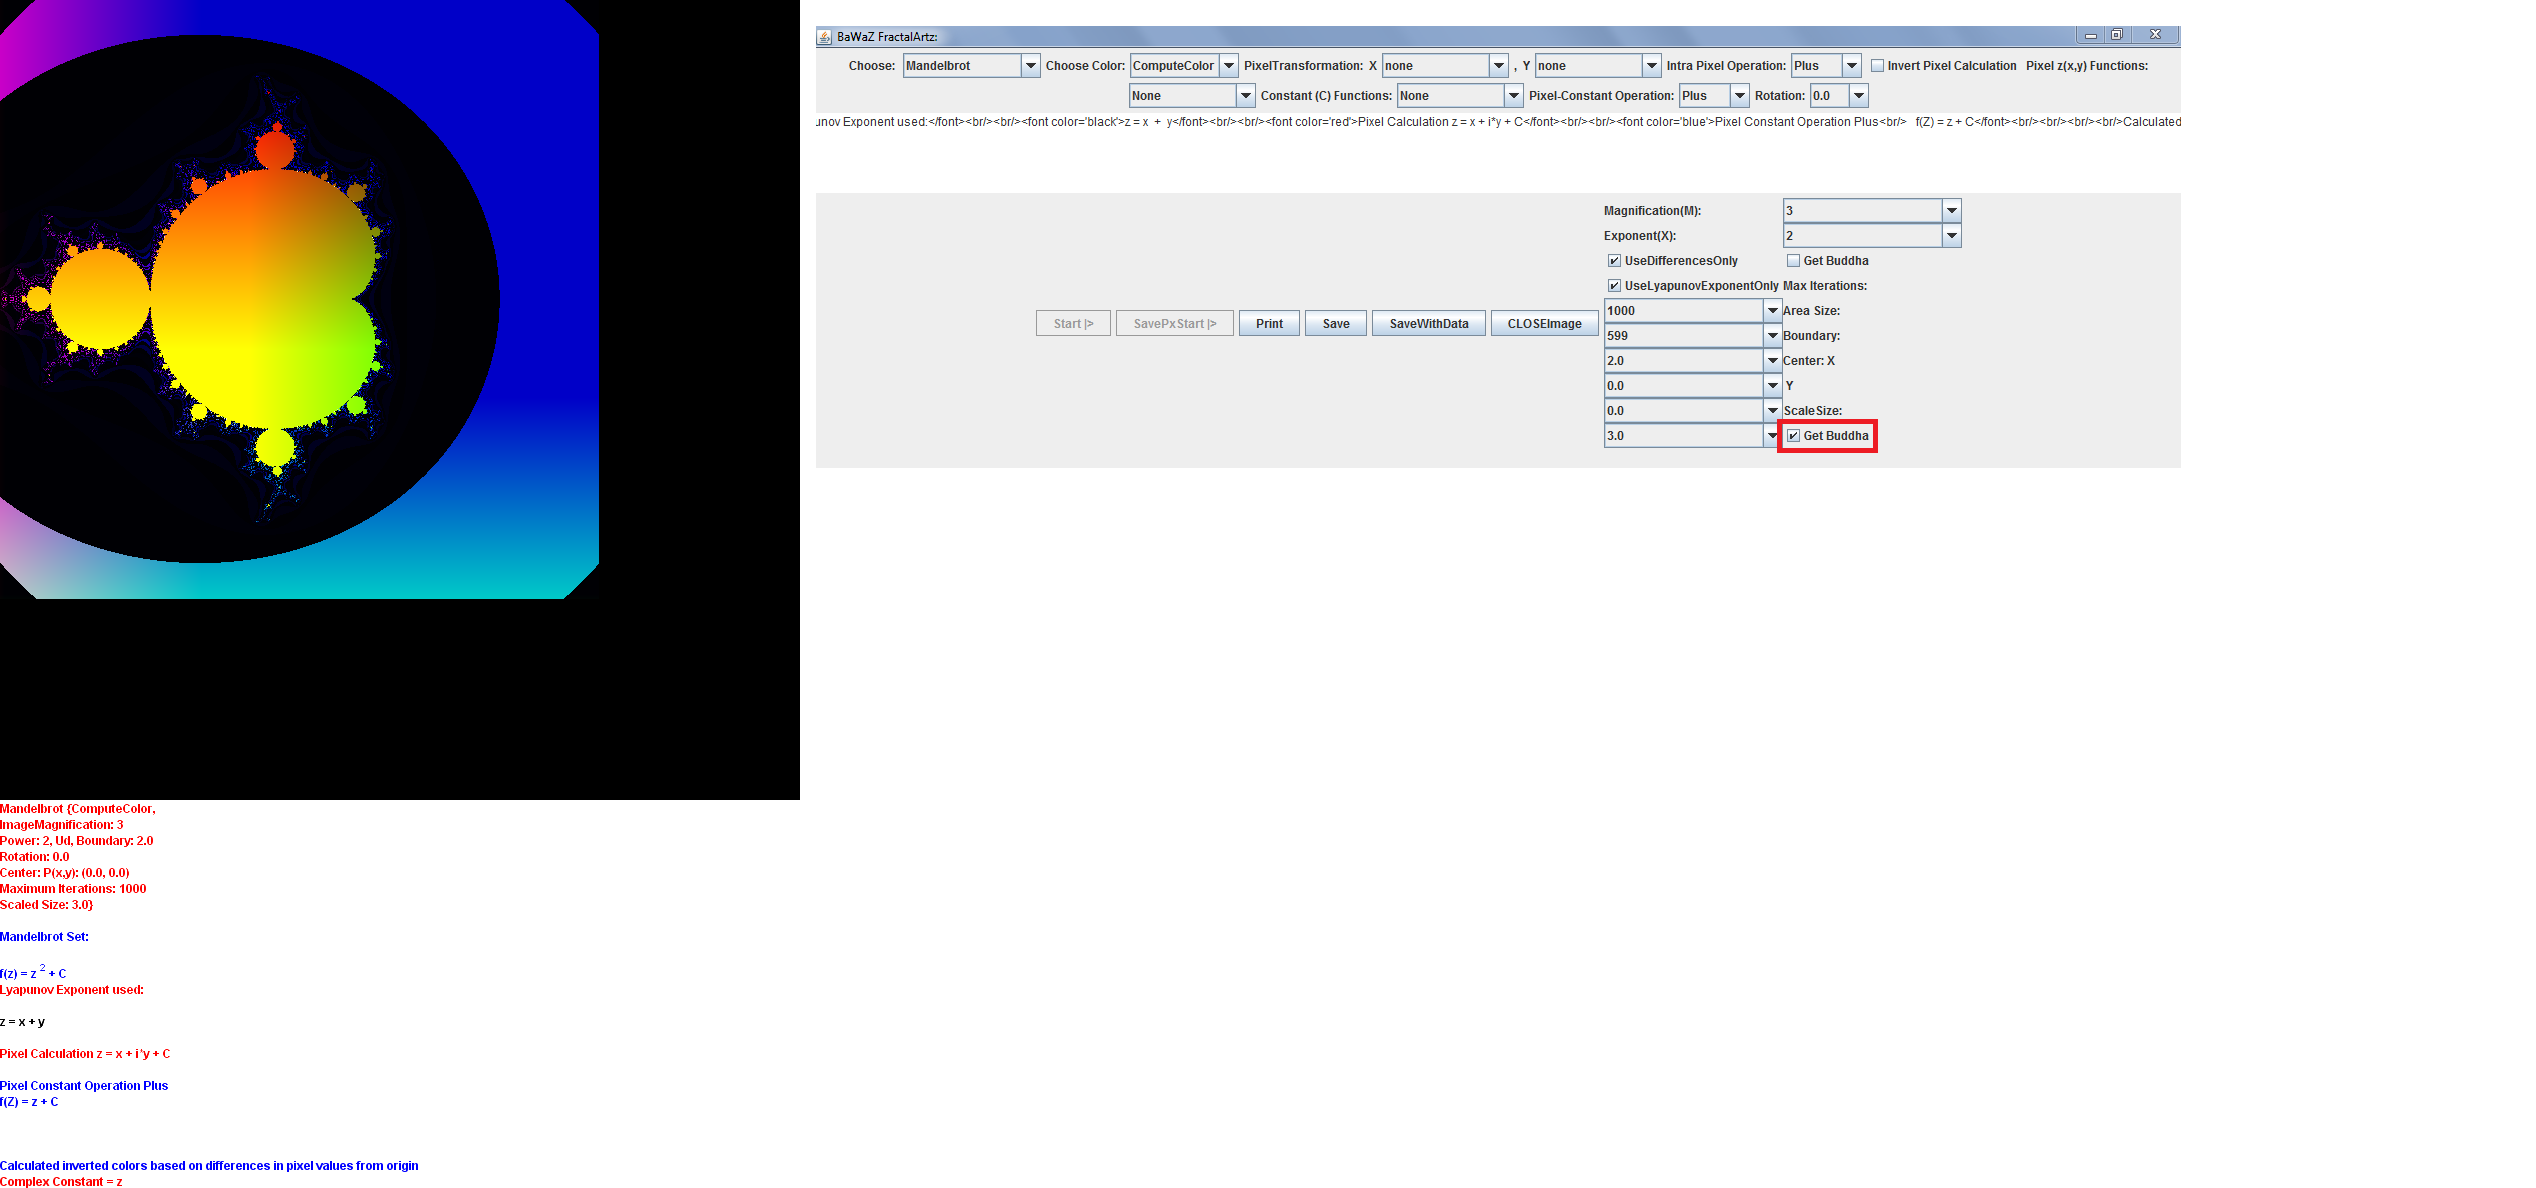 BaWaZ FractalArtz:
Choose: Mandelbrot Choose Color: ComputeColor PixelTransformation: X none , Y none Intra Pixel Operation: Plus Invert Pixel Calculation Pixel z(x,y) Functions:
None Constant (C) Functions: None Pixel-Constant Operation: Plus Rotation: 0.0
unov Exponent used:</font><br/><br/><font color='black'>z = x + y</font><br/><br/><font color='red'>Pixel Calculation z = x + i*y + C</font><br/><br/><font color='blue'>Pixel Constant Operation Plus<br/> f(Z) = z + C</font><br/><br/><br/><br/>Calculated
Magnification(M): 3
Exponent(X): 2
UseDifferencesOnly Get Buddha
UseLyapunovExponentOnly Max Iterations:
1000 Area Size:
Start |> SavePxStart |> Print Save SaveWithData CLOSEImage
599 Boundary:
2.0 Center: X
0.0 Y
0.0 ScaleSize:
3.0 Get Buddha
Mandelbrot {ComputeColor,
ImageMagnification: 3
Power: 2, Ud, Boundary: 2.0
Rotation: 0.0
Center: P(x,y): (0.0, 0.0)
Maximum Iterations: 1000
Scaled Size: 3.0}
Mandelbrot Set:
f(z) = z 2 + C
Lyapunov Exponent used:
z = x + y
Pixel Calculation z = x + i*y + C
Pixel Constant Operation Plus
f(Z) = z + C
Calculated inverted colors based on differences in pixel values from origin
Complex Constant = z